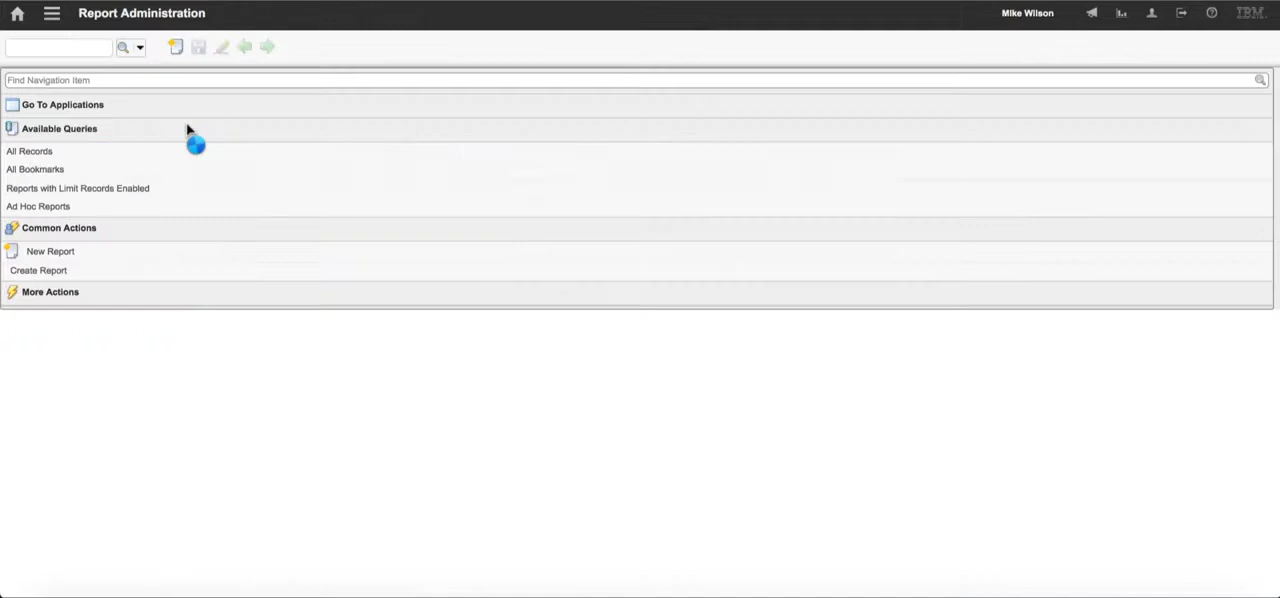 Report Administration
Mike Wilson
IBM
Find Navigation Item
Go To Applications
Available Queries
All Records
All Bookmarks
Reports with Limit Records Enabled
Ad Hoc Reports
Common Actions
New Report
Create Report
More Actions